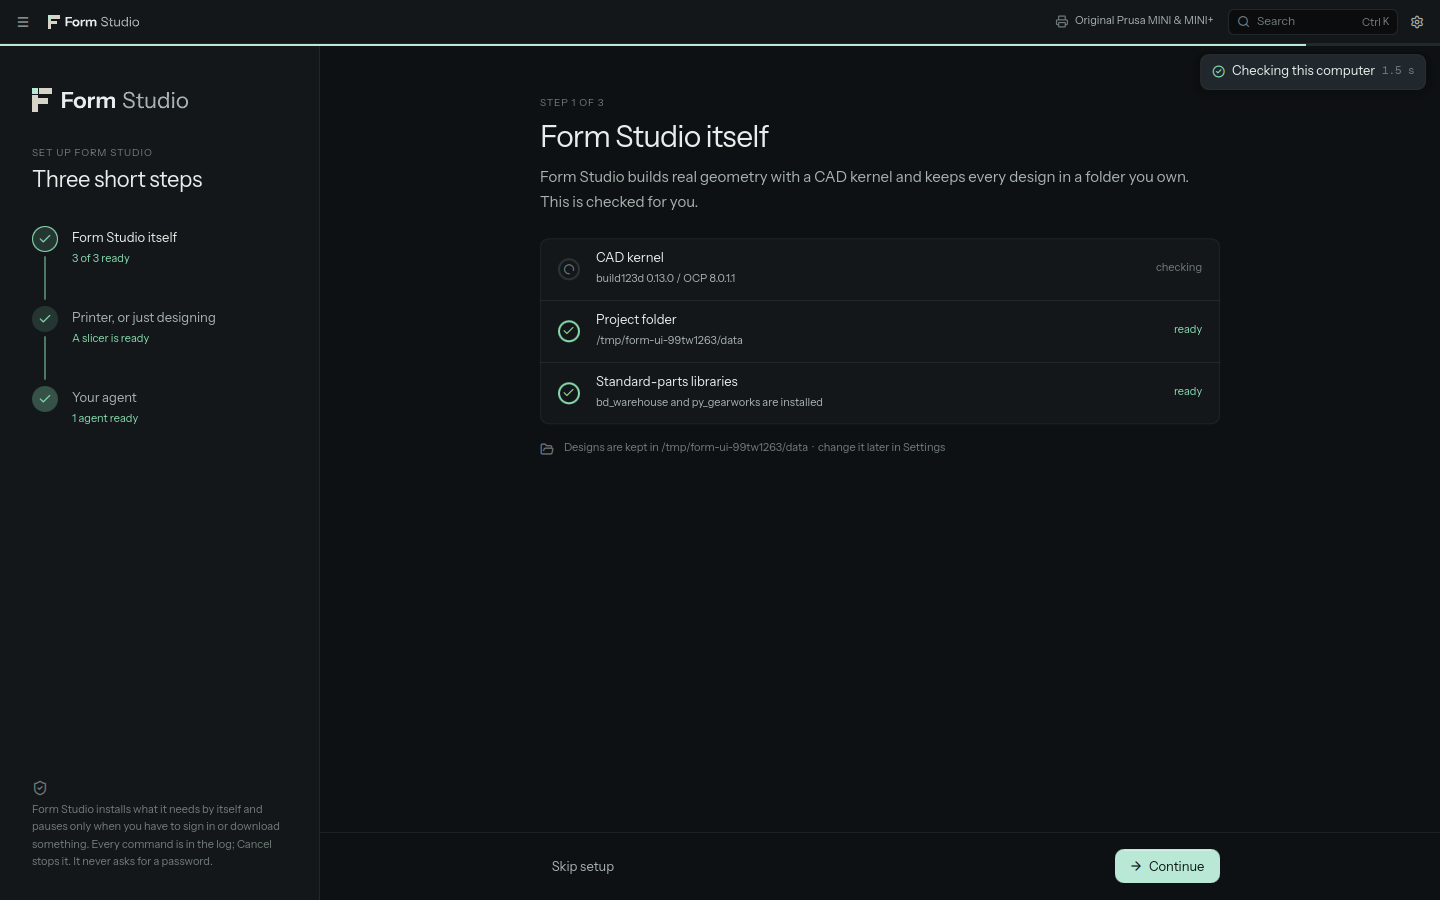 Form Studio
Original Prusa MINI & MINI+
Search
Ctrl K
Checking this computer 1.5 s
Form Studio
SET UP FORM STUDIO
Three short steps
Form Studio itself
3 of 3 ready
Printer, or just designing
A slicer is ready
Your agent
1 agent ready
Form Studio installs what it needs by itself and
pauses only when you have to sign in or download
something. Every command is in the log; Cancel
stops it. It never asks for a password.
STEP 1 OF 3
Form Studio itself
Form Studio builds real geometry with a CAD kernel and keeps every design in a folder you own.
This is checked for you.
CAD kernel
build123d 0.13.0 / OCP 8.0.1.1
checking
Project folder
/tmp/form-ui-99tw1263/data
ready
Standard-parts libraries
bd_warehouse and py_gearworks are installed
ready
Designs are kept in /tmp/form-ui-99tw1263/data · change it later in Settings
Skip setup
Continue